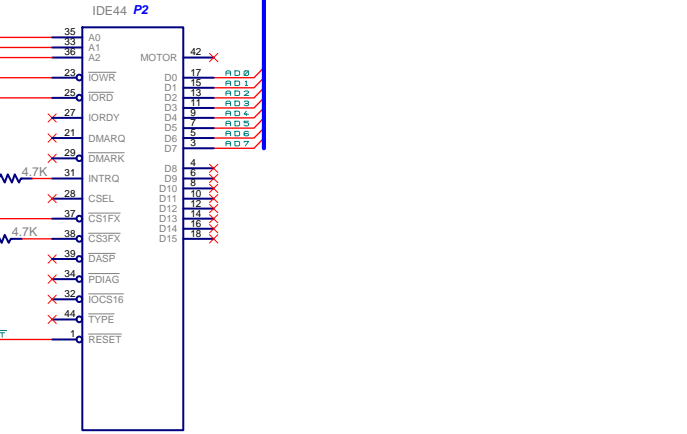 IDE44 P2
35 A0
33 A1
36 A2
MOTOR 42
23 IOWR
D0 17 AD0
D1 15 AD1
25 IORD
D2 13 AD2
D3 11 AD3
27 IORDY
D4 9 AD4
D5 7 AD5
21 DMARQ
D6 5 AD6
D7 3 AD7
29 DMARK
D8 4
4.7K 31 INTRQ
D9 6
D10 8
28 CSEL
D11 10
D12 12
37 CS1FX
D13 14
D14 16
4.7K 38 CS3FX
D15 18
39 DASP
34 PDIAG
32 IOCS16
44 TYPE
T 1 RESET